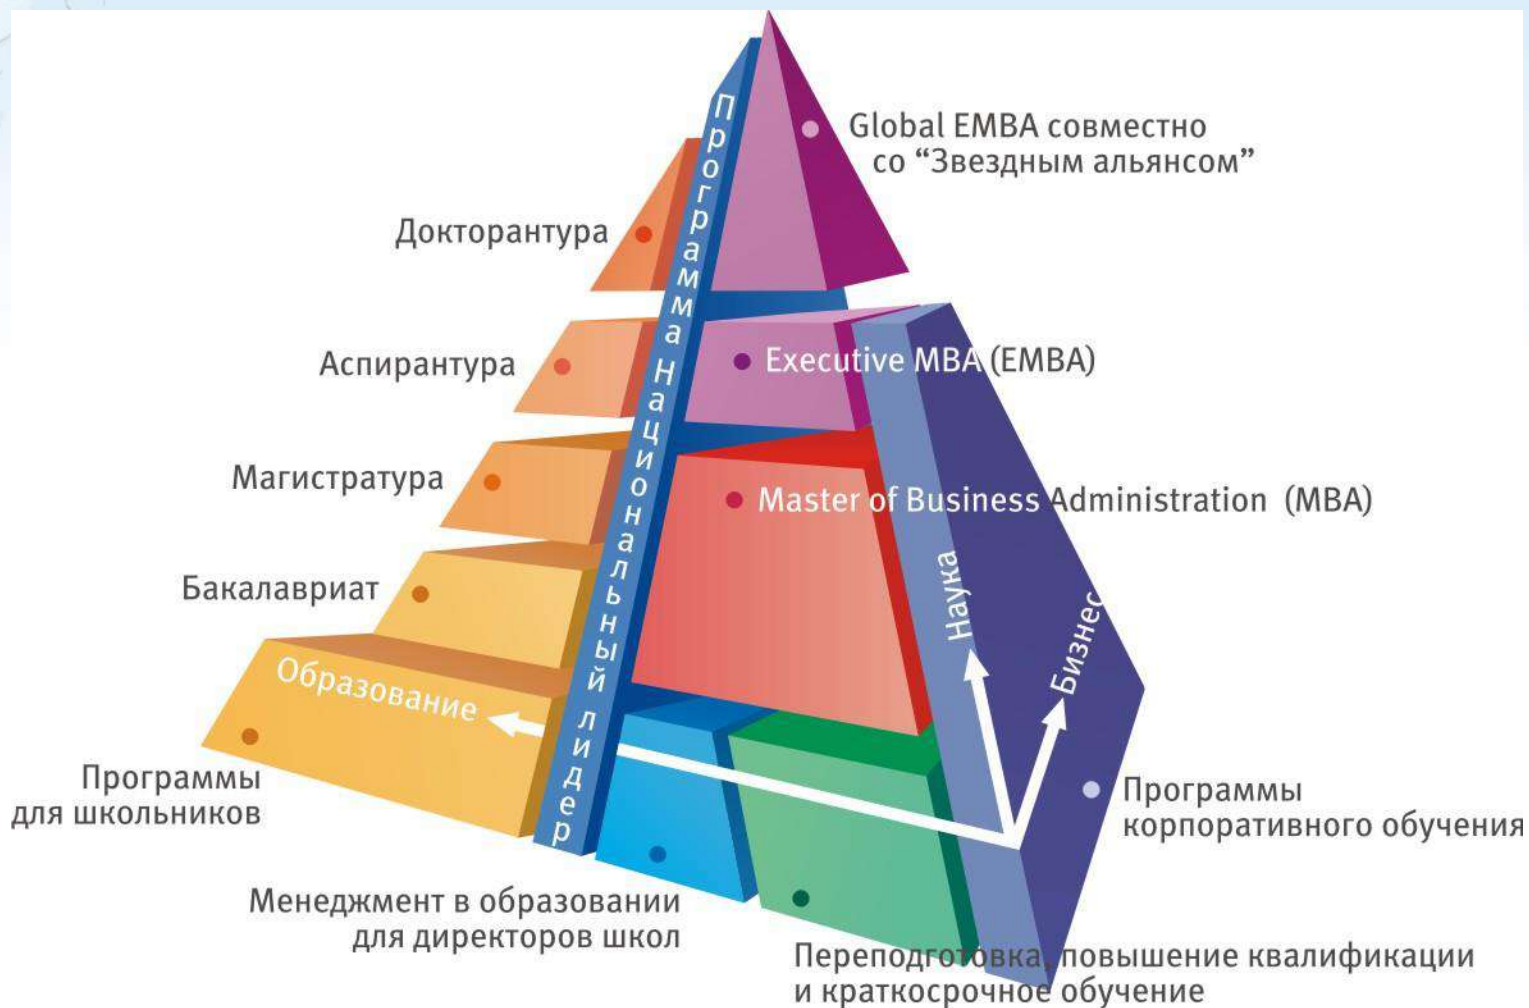 Global EMBA совместно
со “Звездным альянсом”
Докторантура
Программа Национальный лидер
Аспирантура
Executive MBA (EMBA)
Магистратура
Master of Business Administration (MBA)
Бакалавриат
Наука
Бизнес
Образование
Программы
для школьников
Программы
корпоративного обучения
Менеджмент в образовании
для директоров школ
Переподготовка, повышение квалификации
и краткосрочное обучение